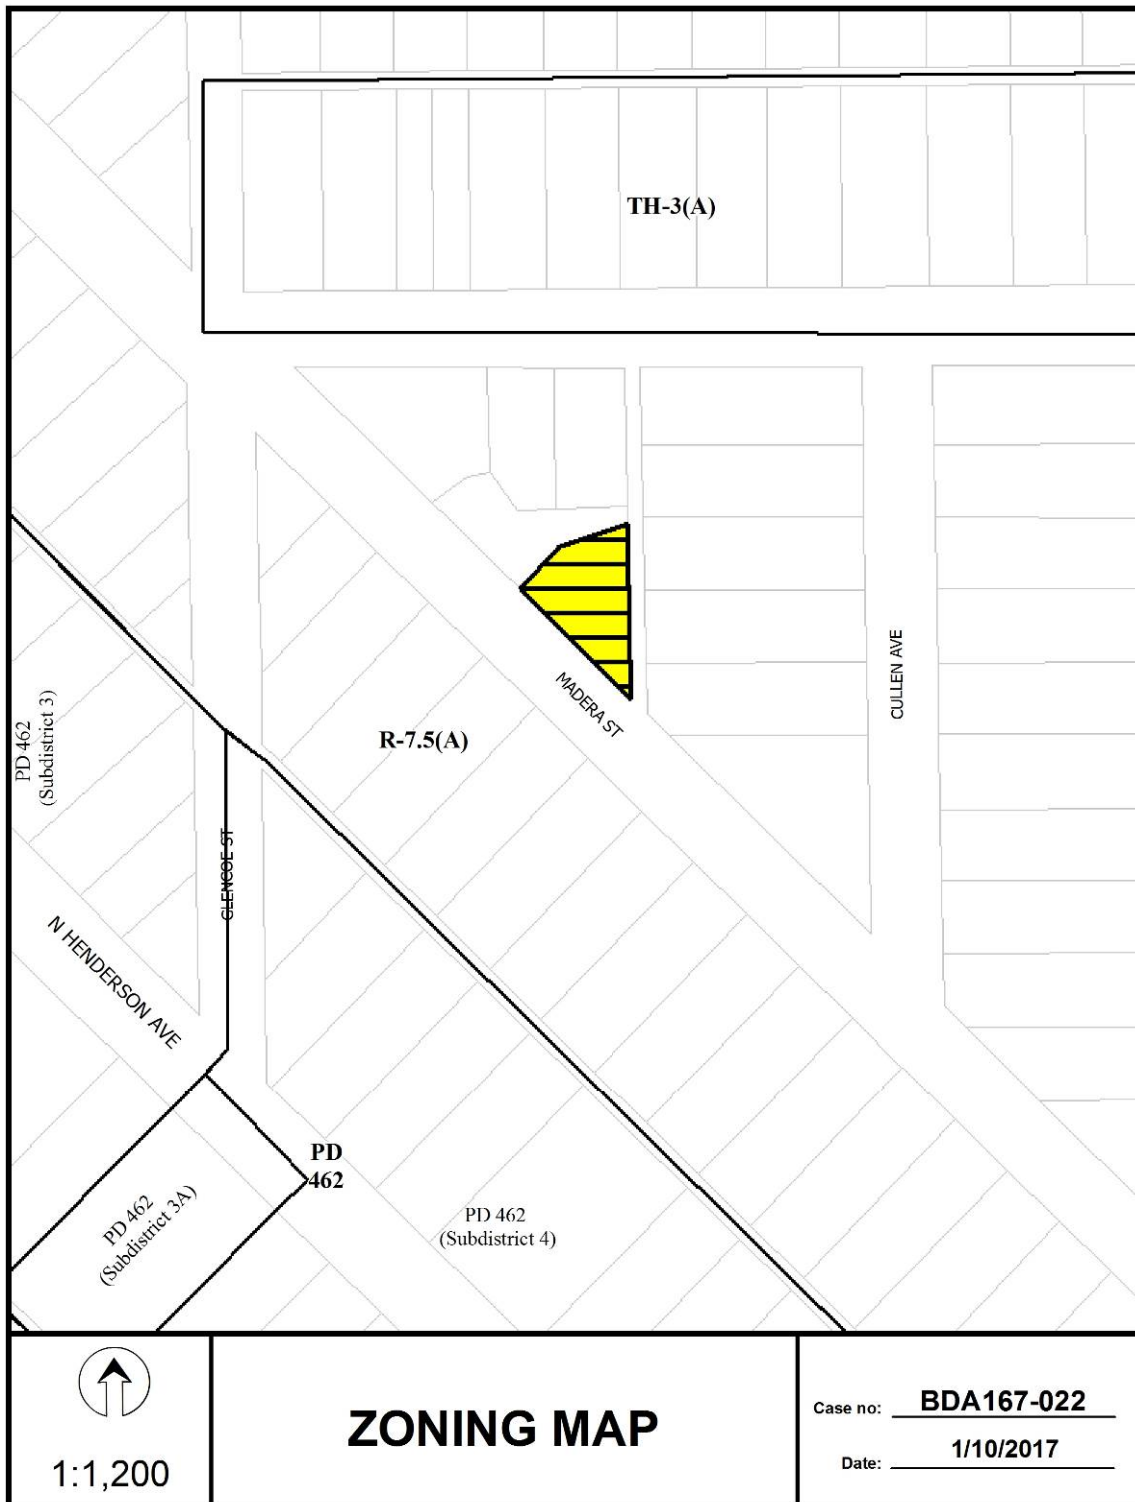 TH-3(A)
MADERA ST
CULLEN AVE
R-7.5(A)
PD 462
(Subdistrict 3)
GLENCOE ST
N HENDERSON AVE
PD
462
PD 462
(Subdistrict 3A)
PD 462
(Subdistrict 4)
1:1,200
ZONING MAP
Case no: BDA167-022
Date: 1/10/2017